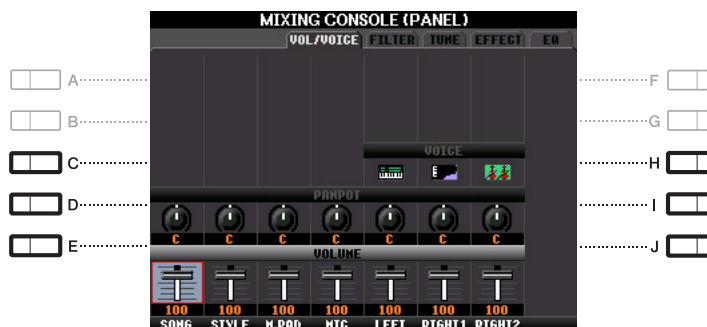 MIXING CONSOLE (PANEL)
VOL/VOICE FILTER TUNE EFFECT EQ
A F
B G
VOICE
C H
PANPOT
D I
C C C C C C C
E J
VOLUME
100 100 100 100 100 100 100
SONG STYLE M.PAD MIC LEFT RIGHT1 RIGHT2